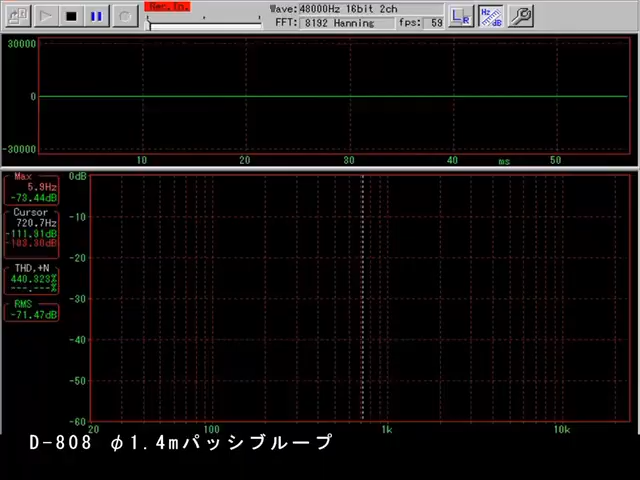 Rec.In.
Wave:48000Hz 16bit 2ch
FFT: 8192 Hanning fps: 59
L R
Hz dB
30000
0
-30000
10 20 30 40 ms 50
Max
5.9Hz
-73.44dB
Cursor
720.7Hz
-111.91dB
-103.30dB
THD,+N
440.323%
---.---%
RMS
-71.47dB
0dB
-10
-20
-30
-40
-50
-60
20 100 1k 10k
D-808 φ1.4mパッシブループ